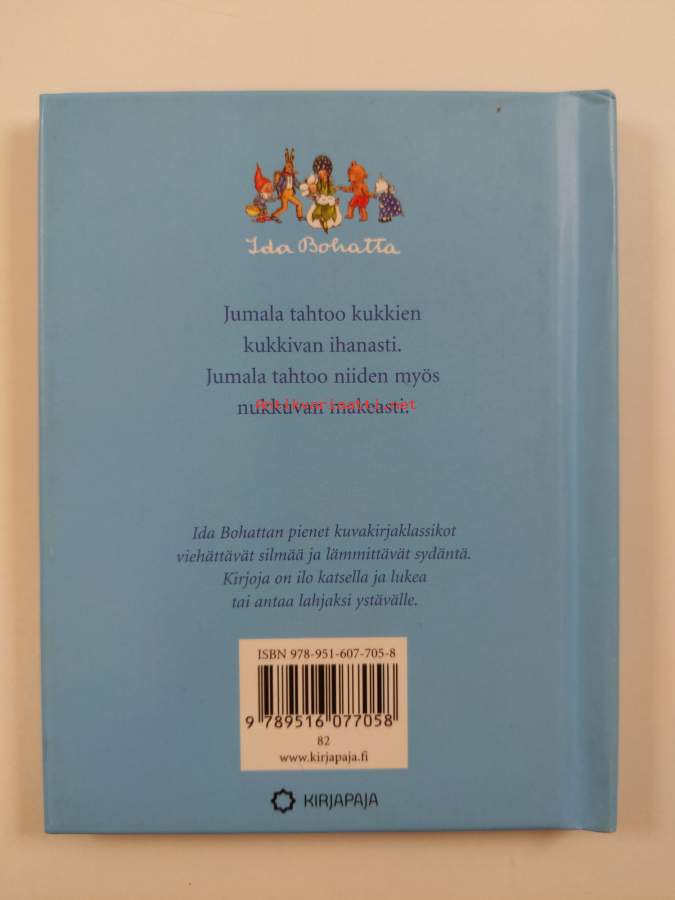 Ida Bohatta
Jumala tahtoo kukkien
kukkivan ihanasti.
Jumala tahtoo niiden myös
nukkuvan makeasti.
Antikvariaatti.net
Ida Bohattan pienet kuvakirjaklassikot
viehättävät silmää ja lämmittävät sydäntä.
Kirjoja on ilo katsella ja lukea
tai antaa lahjaksi ystävälle.
ISBN 978-951-607-705-8
9 789516 077058
82
www.kirjapaja.fi
KIRJAPAJA